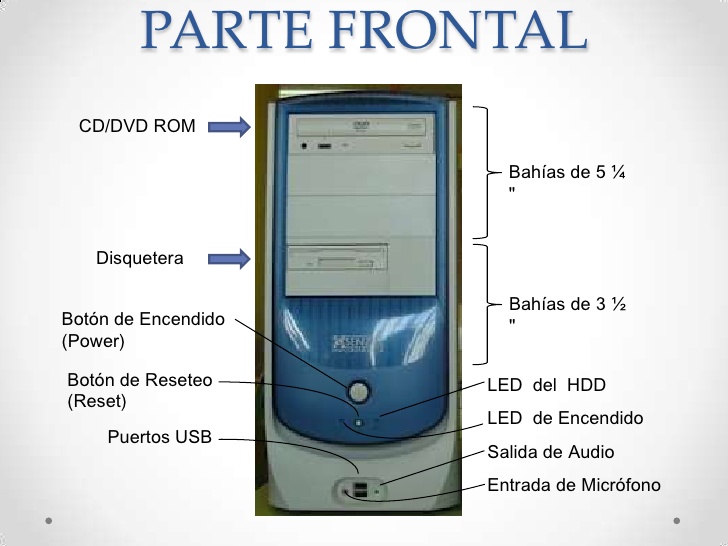 PARTE FRONTAL
CD/DVD ROM
Bahías de 5 ¼
"
Disquetera
Bahías de 3 ½
"
Botón de Encendido
(Power)
Botón de Reseteo
(Reset)
LED del HDD
LED de Encendido
Puertos USB
Salida de Audio
Entrada de Micrófono